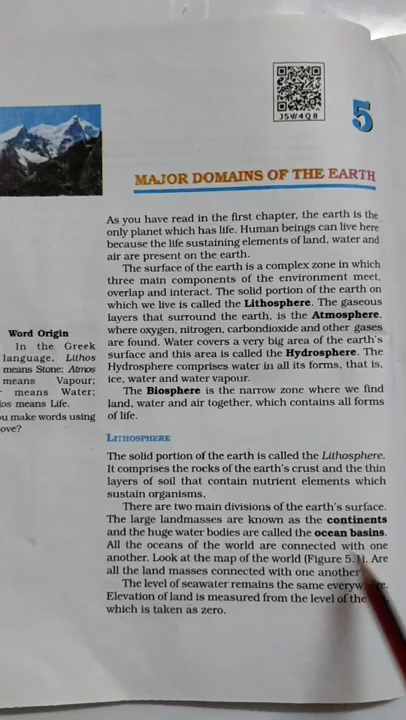 J5W4Q8
5
MAJOR DOMAINS OF THE EARTH
As you have read in the first chapter, the earth is the
only planet which has life. Human beings can live here
because the life sustaining elements of land, water and
air are present on the earth.
The surface of the earth is a complex zone in which
three main components of the environment meet,
overlap and interact. The solid portion of the earth on
which we live is called the Lithosphere. The gaseous
layers that surround the earth, is the Atmosphere,
where oxygen, nitrogen, carbondioxide and other gases
are found. Water covers a very big area of the earth's
surface and this area is called the Hydrosphere. The
Hydrosphere comprises water in all its forms, that is,
ice, water and water vapour.
The Biosphere is the narrow zone where we find
land, water and air together, which contains all forms
of life.
Word Origin
In the Greek
language, Lithos
means Stone; Atmos
means Vapour;
means Water;
means Life.
make words using
LITHOSPHERE
The solid portion of the earth is called the Lithosphere.
It comprises the rocks of the earth's crust and the thin
layers of soil that contain nutrient elements which
sustain organisms.
There are two main divisions of the earth's surface.
The large landmasses are known as the continents
and the huge water bodies are called the ocean basins.
All the oceans of the world are connected with one
another. Look at the map of the world (Figure 5.1). Are
all the land masses connected with one another
The level of seawater remains the same
Elevation of land is measured from the level of the
which is taken as zero.